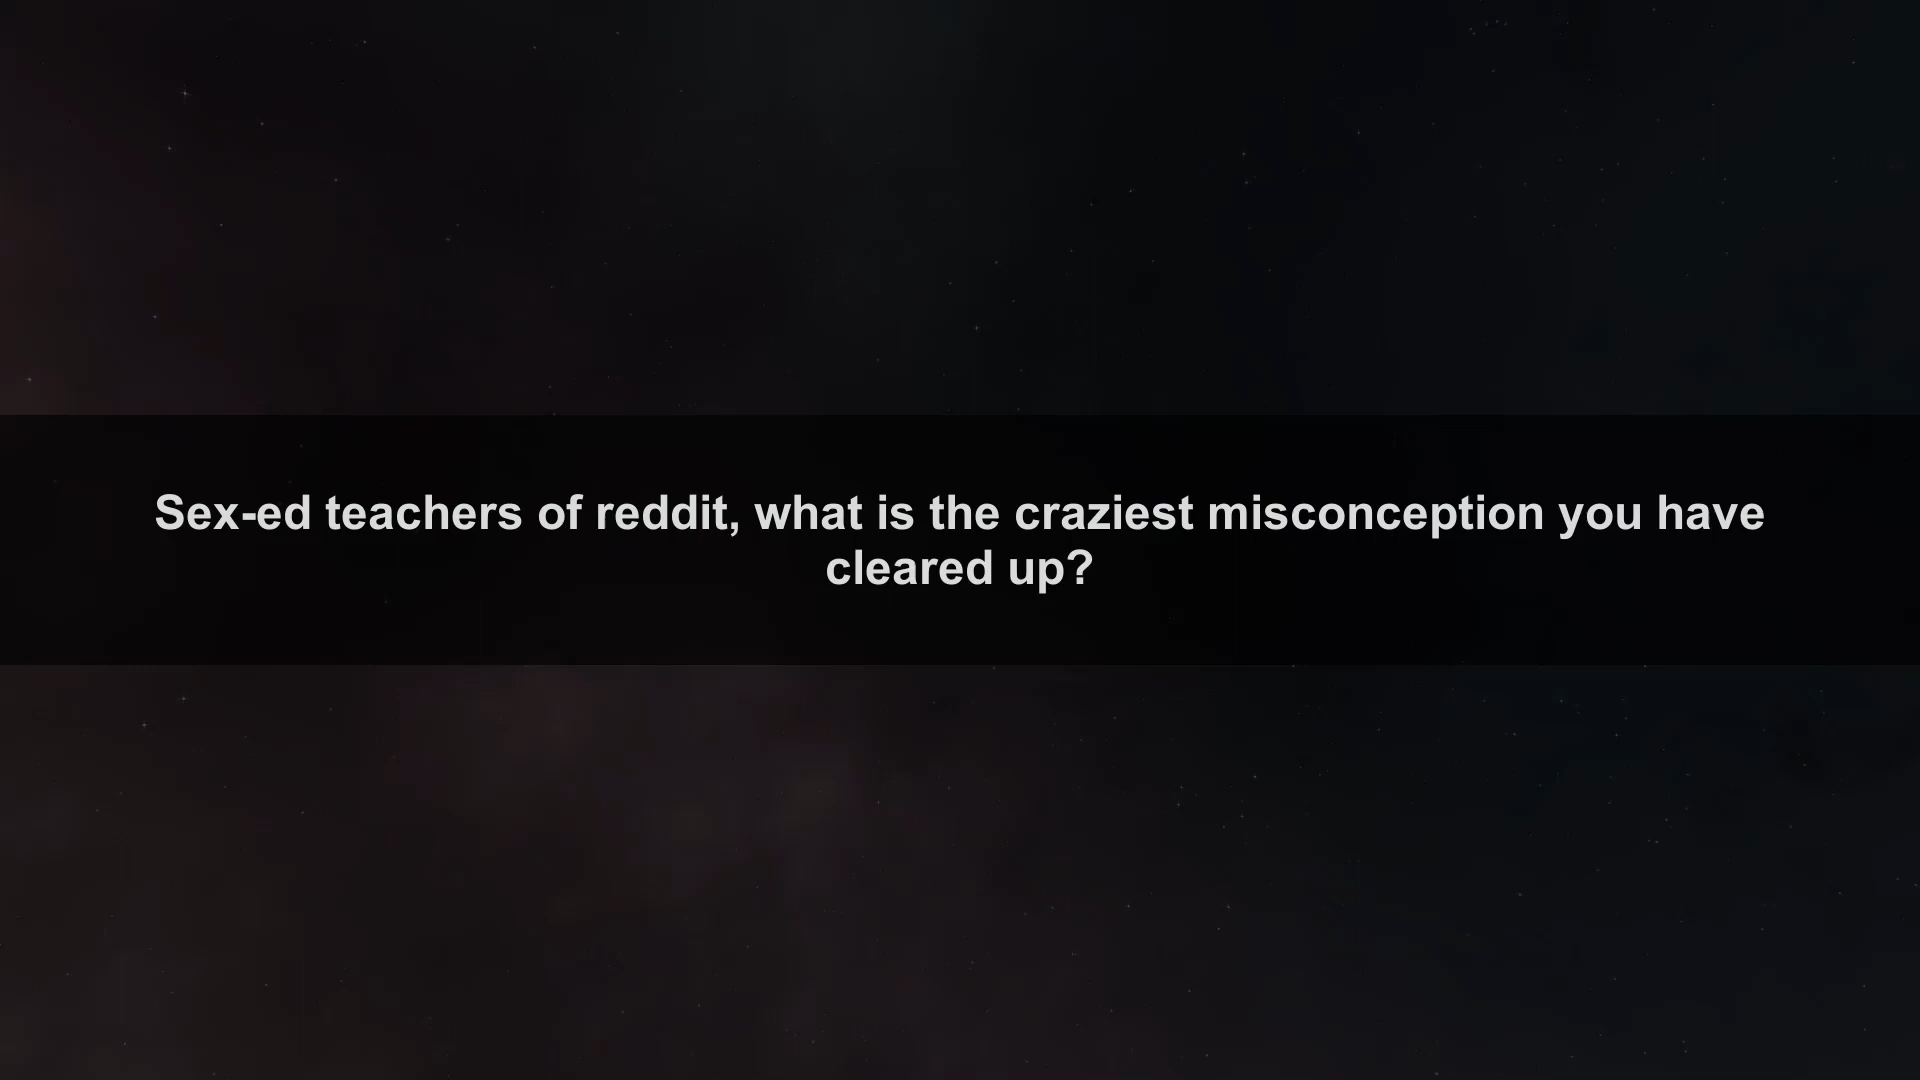 Sex-ed teachers of reddit, what is the craziest misconception you have
cleared up?